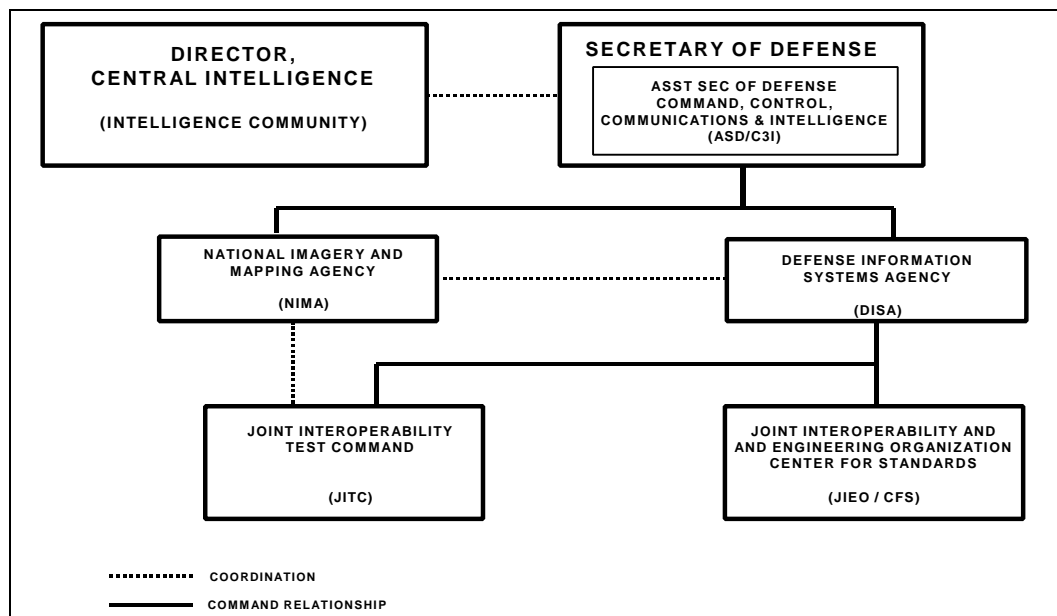 DIRECTOR,
CENTRAL INTELLIGENCE
(INTELLIGENCE COMMUNITY)
SECRETARY OF DEFENSE
ASST SEC OF DEFENSE
COMMAND, CONTROL,
COMMUNICATIONS & INTELLIGENCE
(ASD/C3I)
NATIONAL IMAGERY AND
MAPPING AGENCY
(NIMA)
DEFENSE INFORMATION
SYSTEMS AGENCY
(DISA)
JOINT INTEROPERABILITY
TEST COMMAND
(JITC)
JOINT INTEROPERABILITY AND
AND ENGINEERING ORGANIZATION
CENTER FOR STANDARDS
(JIEO / CFS)
COORDINATION
COMMAND RELATIONSHIP